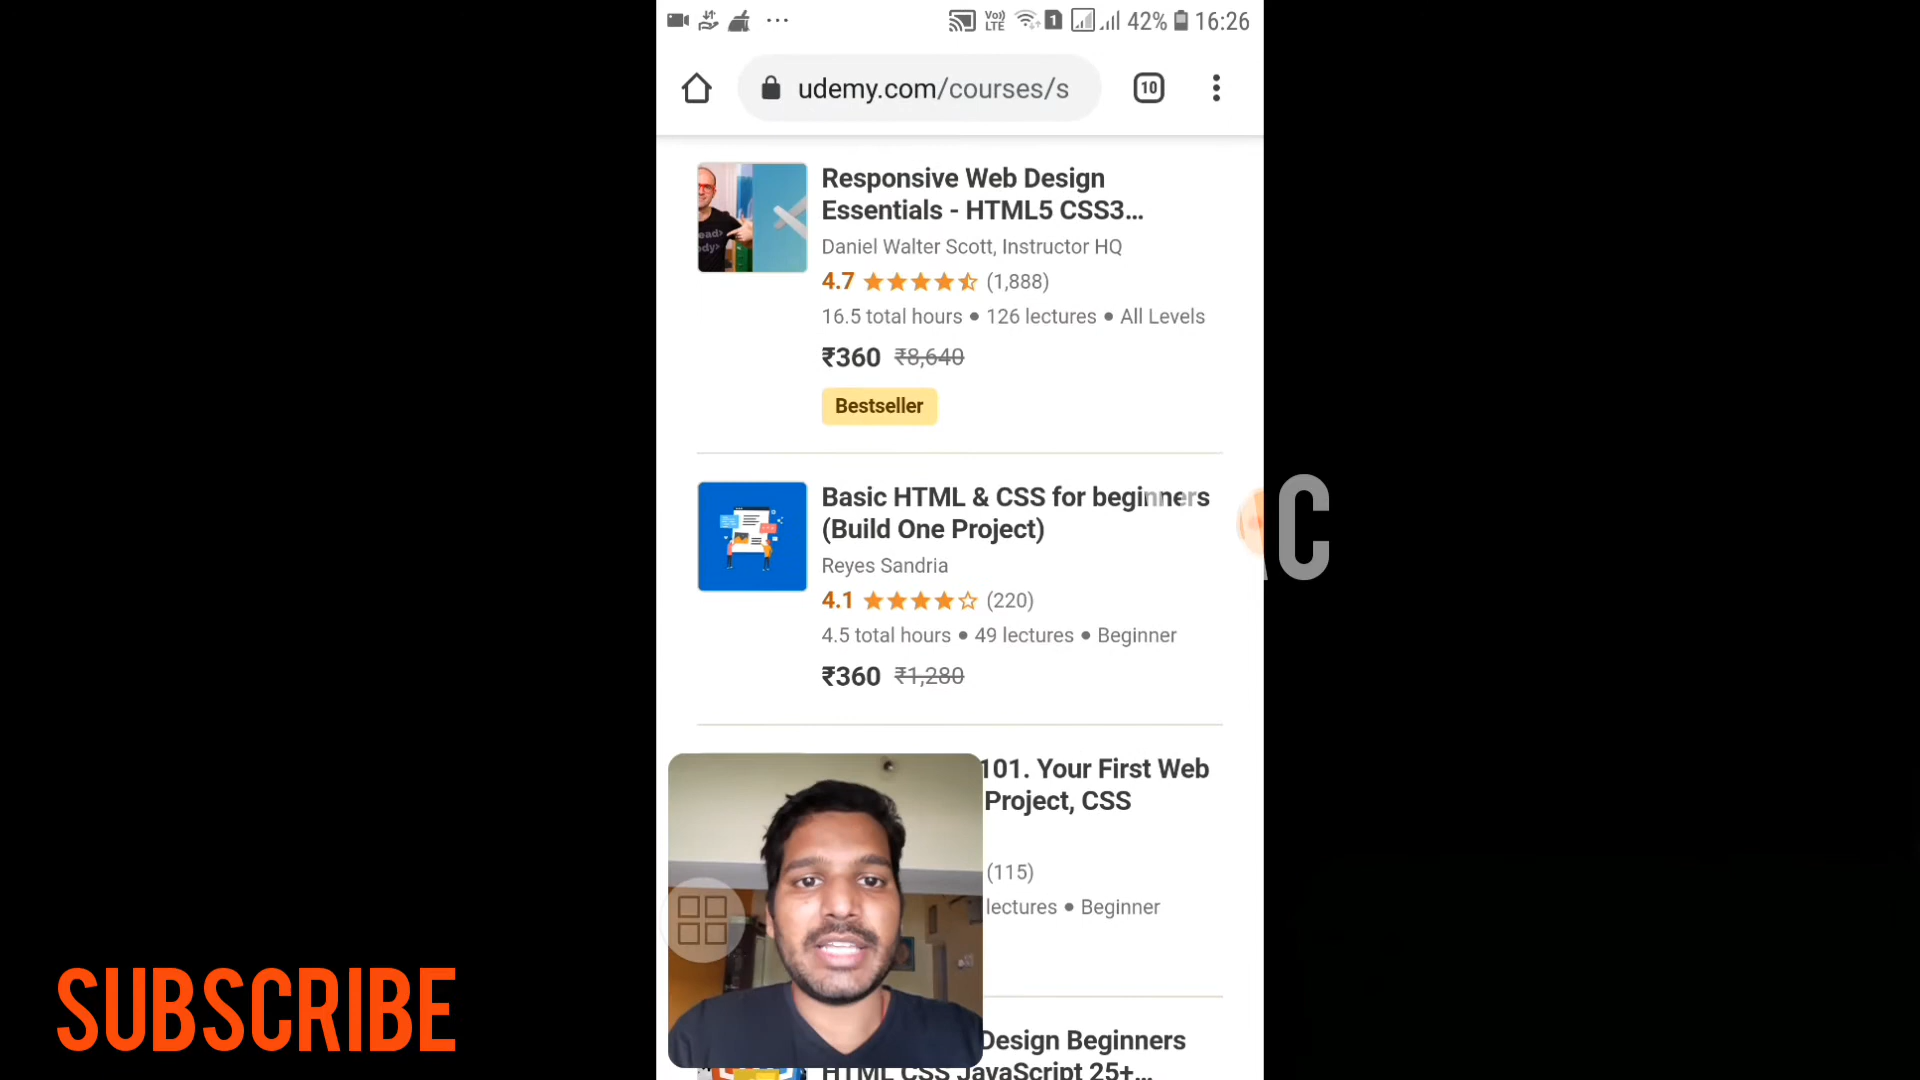 Vo))
LTE
1
42%
16:26
udemy.com/courses/s
10
Responsive Web Design
Essentials - HTML5 CSS3...
Daniel Walter Scott, Instructor HQ
4.7 (1,888)
16.5 total hours • 126 lectures • All Levels
₹360 ₹8,640
Bestseller
Basic HTML & CSS for beginners
(Build One Project)
Reyes Sandria
4.1 (220)
4.5 total hours • 49 lectures • Beginner
₹360 ₹1,280
C
101. Your First Web
Project, CSS
(115)
lectures • Beginner
Design Beginners
HTML CSS JavaScript 25+...
SUBSCRIBE